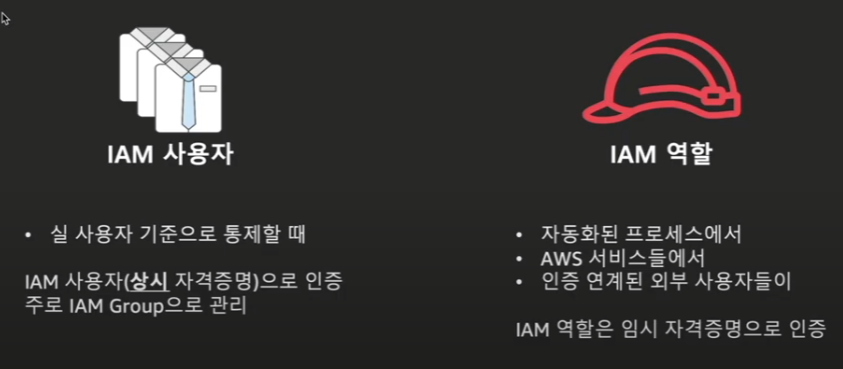 IAM 사용자
• 실 사용자 기준으로 통제할 때
IAM 사용자(상시 자격증명)으로 인증
주로 IAM Group으로 관리
IAM 역할
• 자동화된 프로세스에서
• AWS 서비스들에서
• 인증 연계된 외부 사용자들이
IAM 역할은 임시 자격증명으로 인증